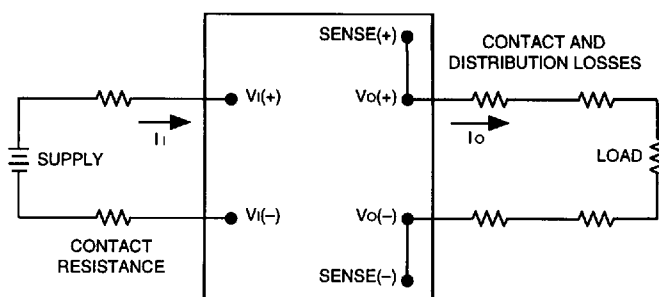 SENSE(+)
CONTACT AND
DISTRIBUTION LOSSES
VI(+)
VO(+)
II
IO
SUPPLY
LOAD
VI(–)
VO(–)
CONTACT
RESISTANCE
SENSE(–)